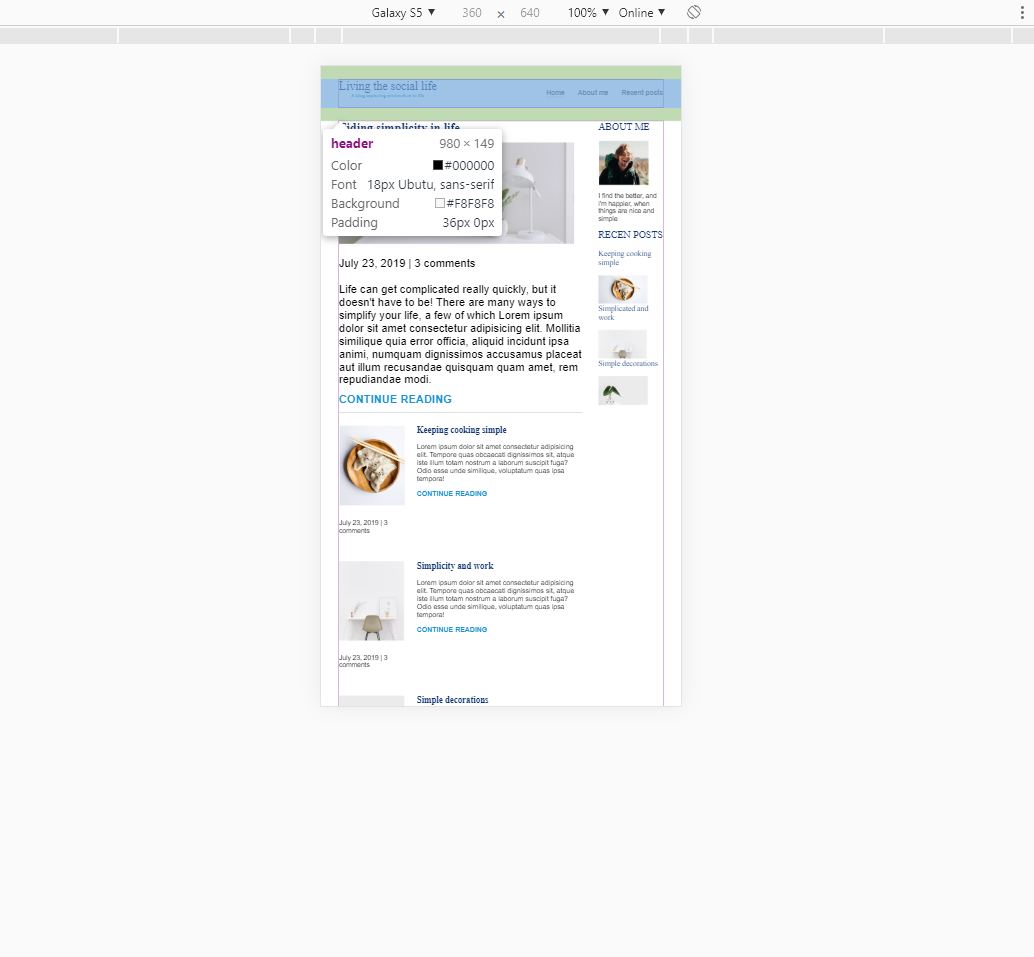 Galaxy S5 ▼ 360 × 640 100% ▼ Online ▼
Living the social life
Home About me Recent posts
header 980 × 149
Color #000000
Font 18px Ubutu, sans-serif
Background #F8F8F8
Padding 36px 0px
simplicity in life
July 23, 2019 | 3 comments
Life can get complicated really quickly, but it
doesn't have to be! There are many ways to
simplify your life, a few of which Lorem ipsum
dolor sit amet consectetur adipisicing elit. Mollitia
similique quia error officia, aliquid incidunt ipsa
animi, numquam dignissimos accusamus placeat
aut illum recusandae quisquam quam amet, rem
repudiandae modi.
CONTINUE READING
Keeping cooking simple
Lorem ipsum dolor sit amet consectetur adipisicing
elit. Tempore quas obcaecati deleniti sit, atque
iste illum totam nostrum a laborum suscipit fuga?
Odio esse unde similique, voluptatum quas ipsa
tempora!
CONTINUE READING
July 23, 2019 | 3
comments
Simplicity and work
Lorem ipsum dolor sit amet consectetur adipisicing
elit. Tempore quas obcaecati deleniti sit, atque
iste illum totam nostrum a laborum suscipit fuga?
Odio esse unde similique, voluptatum quas ipsa
tempora!
CONTINUE READING
July 23, 2019 | 3
comments
Simple decorations
ABOUT ME
I find the better, and
i'm happier, when
things are nice and
simple
RECEN POSTS
Keeping cooking
simple
Simplicated and
work
Simple decorations